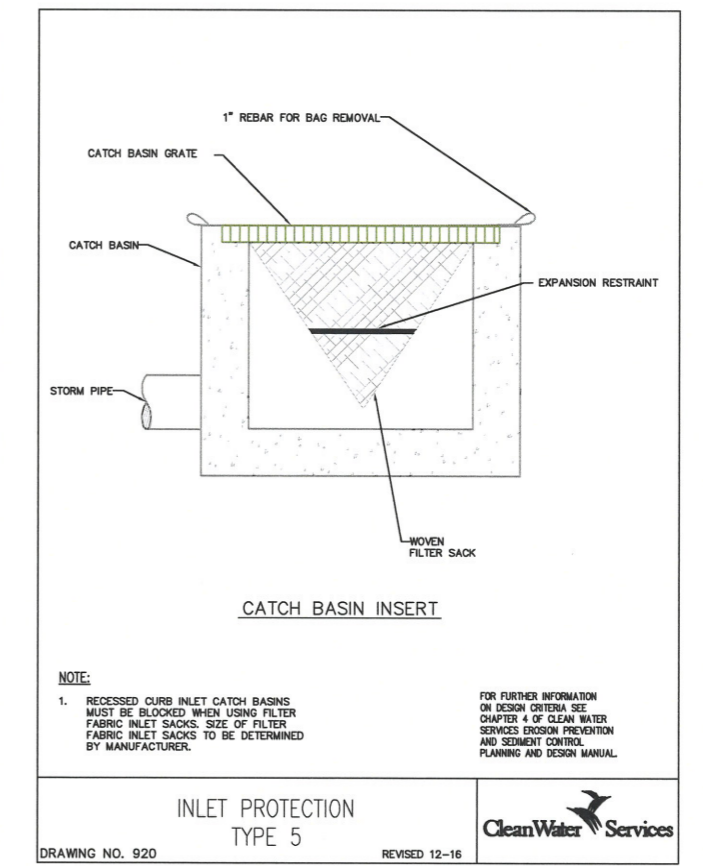 1" REBAR FOR BAG REMOVAL
CATCH BASIN GRATE
CATCH BASIN
EXPANSION RESTRAINT
STORM PIPE
WOVEN
FILTER SACK
CATCH BASIN INSERT
NOTE:
1. RECESSED CURB INLET CATCH BASINS
MUST BE BLOCKED WHEN USING FILTER
FABRIC INLET SACKS. SIZE OF FILTER
FABRIC INLET SACKS TO BE DETERMINED
BY MANUFACTURER.
FOR FURTHER INFORMATION
ON DESIGN CRITERIA SEE
CHAPTER 4 OF CLEAN WATER
SERVICES EROSION PREVENTION
AND SEDIMENT CONTROL
PLANNING AND DESIGN MANUAL.
INLET PROTECTION
TYPE 5
DRAWING NO. 920
REVISED 12-16
CleanWater Services